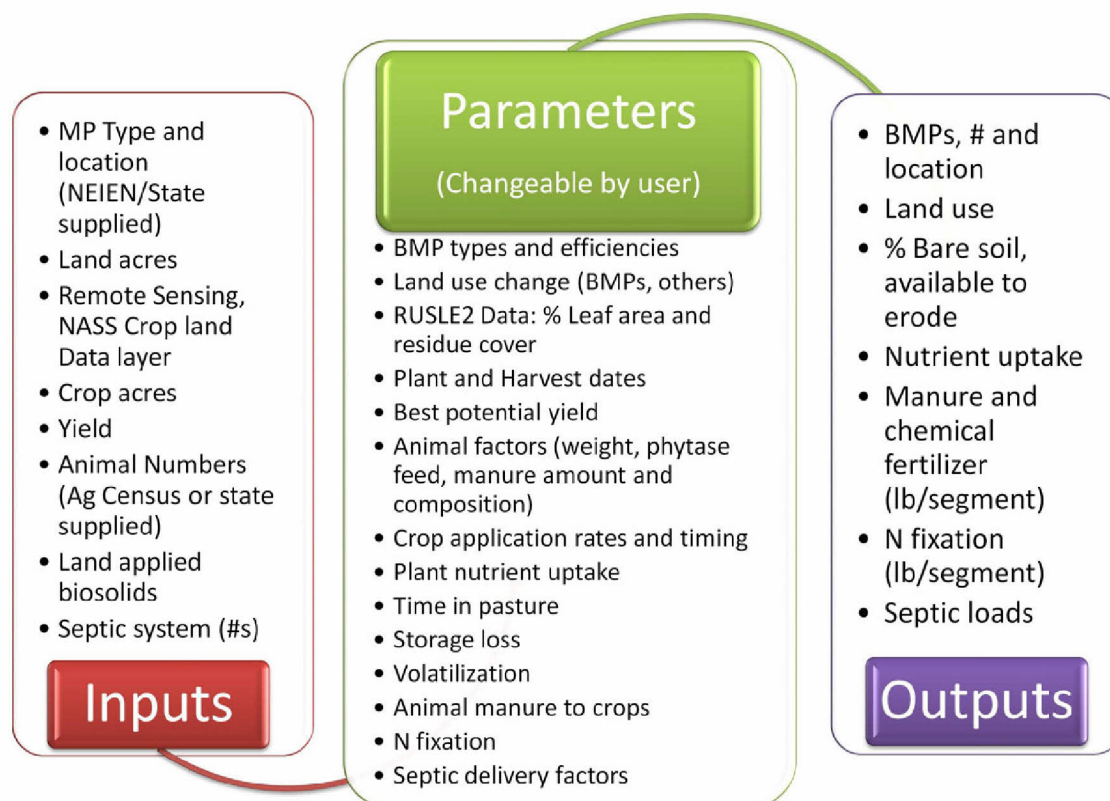 • MP Type and
location
(NEIEN/State
supplied)
• Land acres
• Remote Sensing,
NASS Crop land
Data layer
• Crop acres
• Yield
• Animal Numbers
(Ag Census or state
supplied)
• Land applied
biosolids
• Septic system (#s)
Inputs
Parameters
(Changeable by user)
• BMP types and efficiencies
• Land use change (BMPs, others)
• RUSLE2 Data: % Leaf area and
residue cover
• Plant and Harvest dates
• Best potential yield
• Animal factors (weight, phytase
feed, manure amount and
composition)
• Crop application rates and timing
• Plant nutrient uptake
• Time in pasture
• Storage loss
• Volatilization
• Animal manure to crops
• N fixation
• Septic delivery factors
• BMPs, # and
location
• Land use
• % Bare soil,
available to
erode
• Nutrient uptake
• Manure and
chemical
fertilizer
(lb/segment)
• N fixation
(lb/segment)
• Septic loads
Outputs